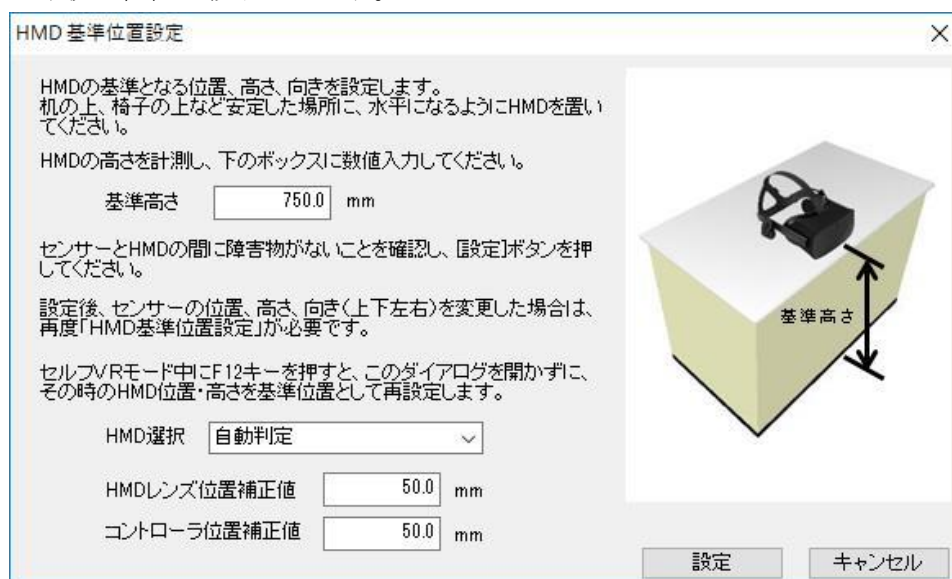 HMD 基準位置設定
HMDの基準となる位置、高さ、向きを設定します。
机の上、椅子の上など安定した場所に、水平になるようにHMDを置い
てください。
HMDの高さを計測し、下のボックスに数値入力してください。
基準高さ 750.0 mm
センサーとHMDの間に障害物がないことを確認し、[設定]ボタンを押
してください。
設定後、センサーの位置、高さ、向き(上下左右)を変更した場合は、
再度「HMD基準位置設定」が必要です。
セルフVRモード中にF12キーを押すと、このダイアログを開かずに、
その時のHMD位置・高さを基準位置として再設定します。
HMD選択 自動判定
HMDレンズ位置補正値 50.0 mm
コントローラ位置補正値 50.0 mm
基準高さ
設定 キャンセル